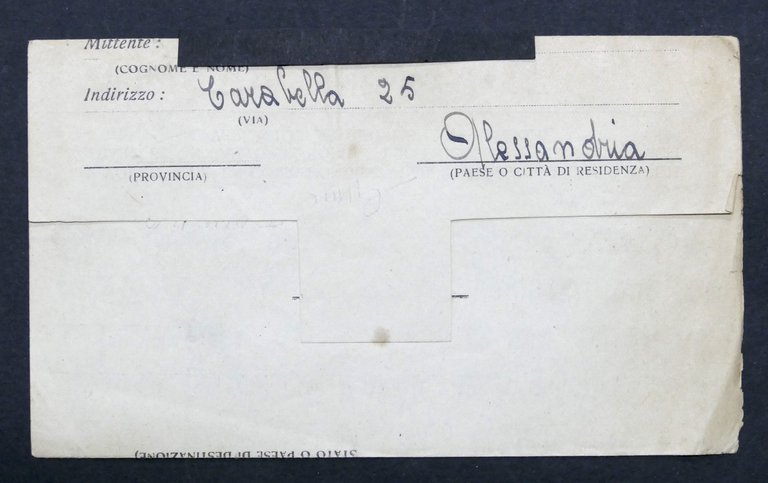 Mittente :
(COGNOME E NOME)
Indirizzo : Carabella 25
(VIA)
Alessandria
(PROVINCIA)
(PAESE O CITTÀ DI RESIDENZA)
STATO O PAESE DI DESTINAZIONE)